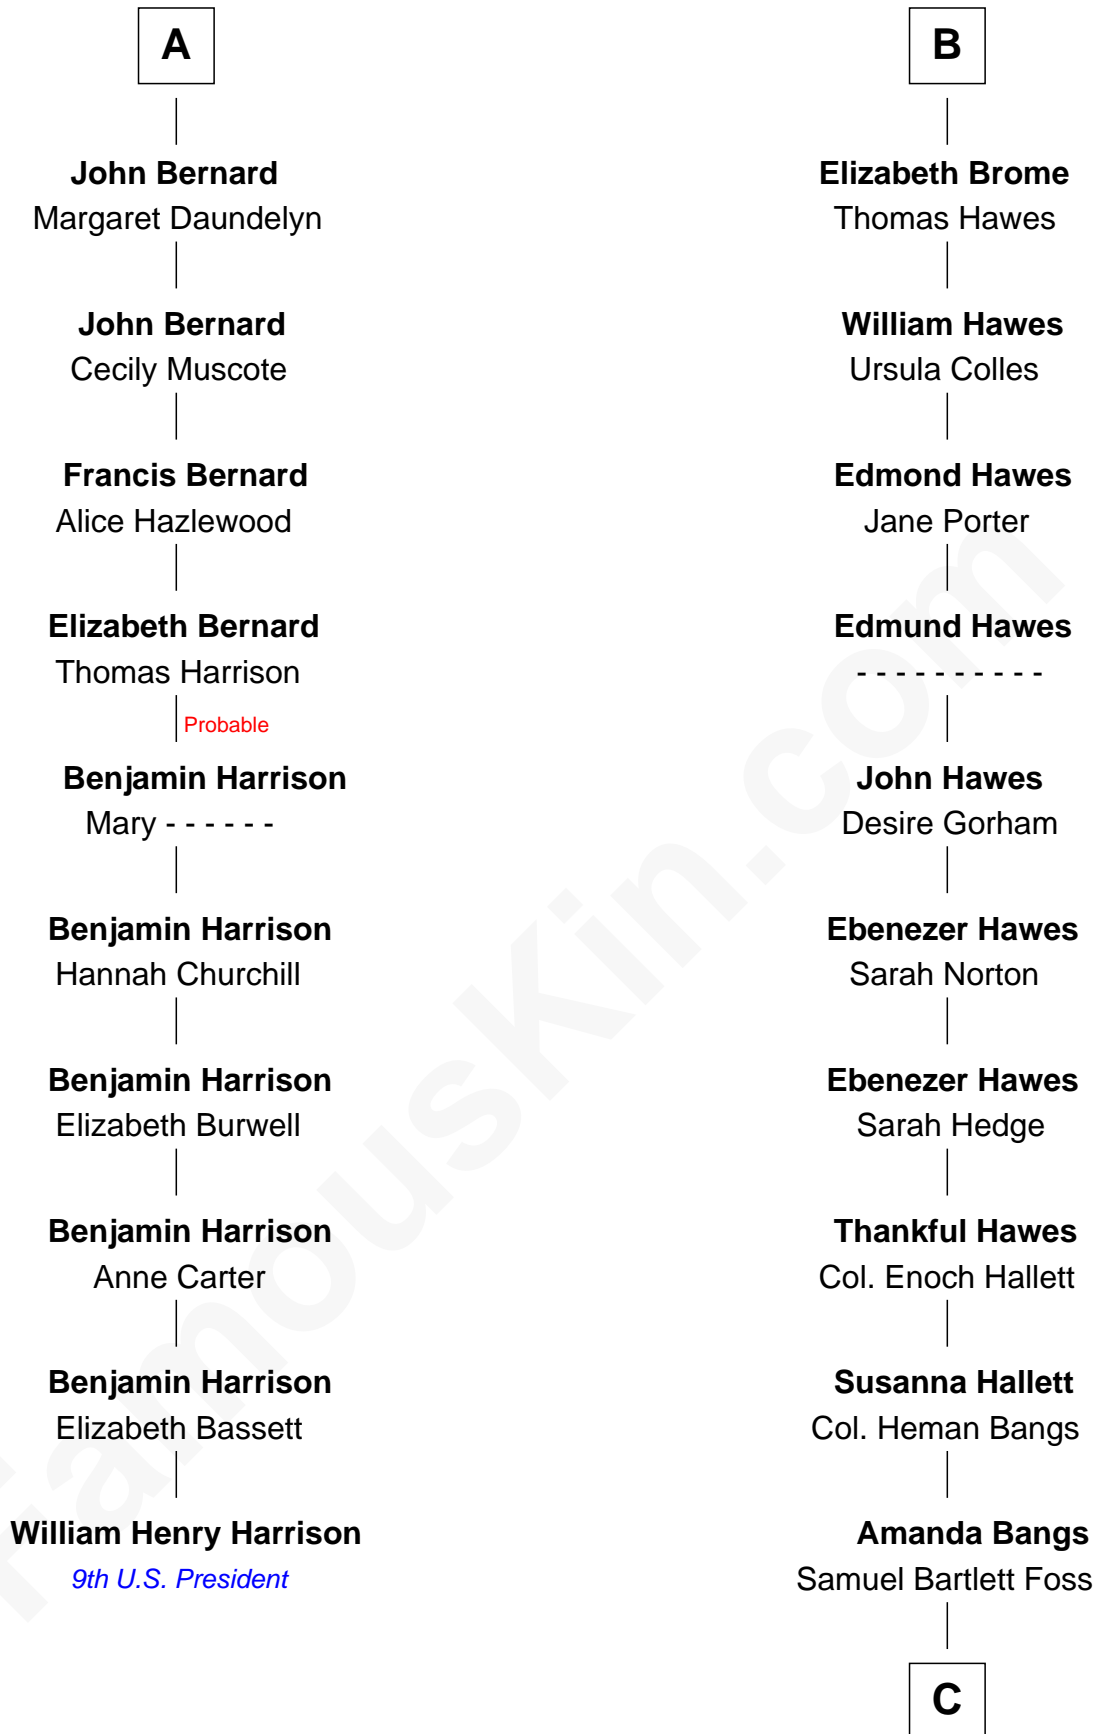 A
John Bernard
Margaret Daundelyn
John Bernard
Cecily Muscote
Francis Bernard
Alice Hazlewood
Elizabeth Bernard
Thomas Harrison
Probable
Benjamin Harrison
Mary - - - - - -
Benjamin Harrison
Hannah Churchill
Benjamin Harrison
Elizabeth Burwell
Benjamin Harrison
Anne Carter
Benjamin Harrison
Elizabeth Bassett
William Henry Harrison
9th U.S. President
B
Elizabeth Brome
Thomas Hawes
William Hawes
Ursula Colles
Edmond Hawes
Jane Porter
Edmund Hawes
- - - - - - - - - -
John Hawes
Desire Gorham
Ebenezer Hawes
Sarah Norton
Ebenezer Hawes
Sarah Hedge
Thankful Hawes
Col. Enoch Hallett
Susanna Hallett
Col. Heman Bangs
Amanda Bangs
Samuel Bartlett Foss
C
FamousKin.com